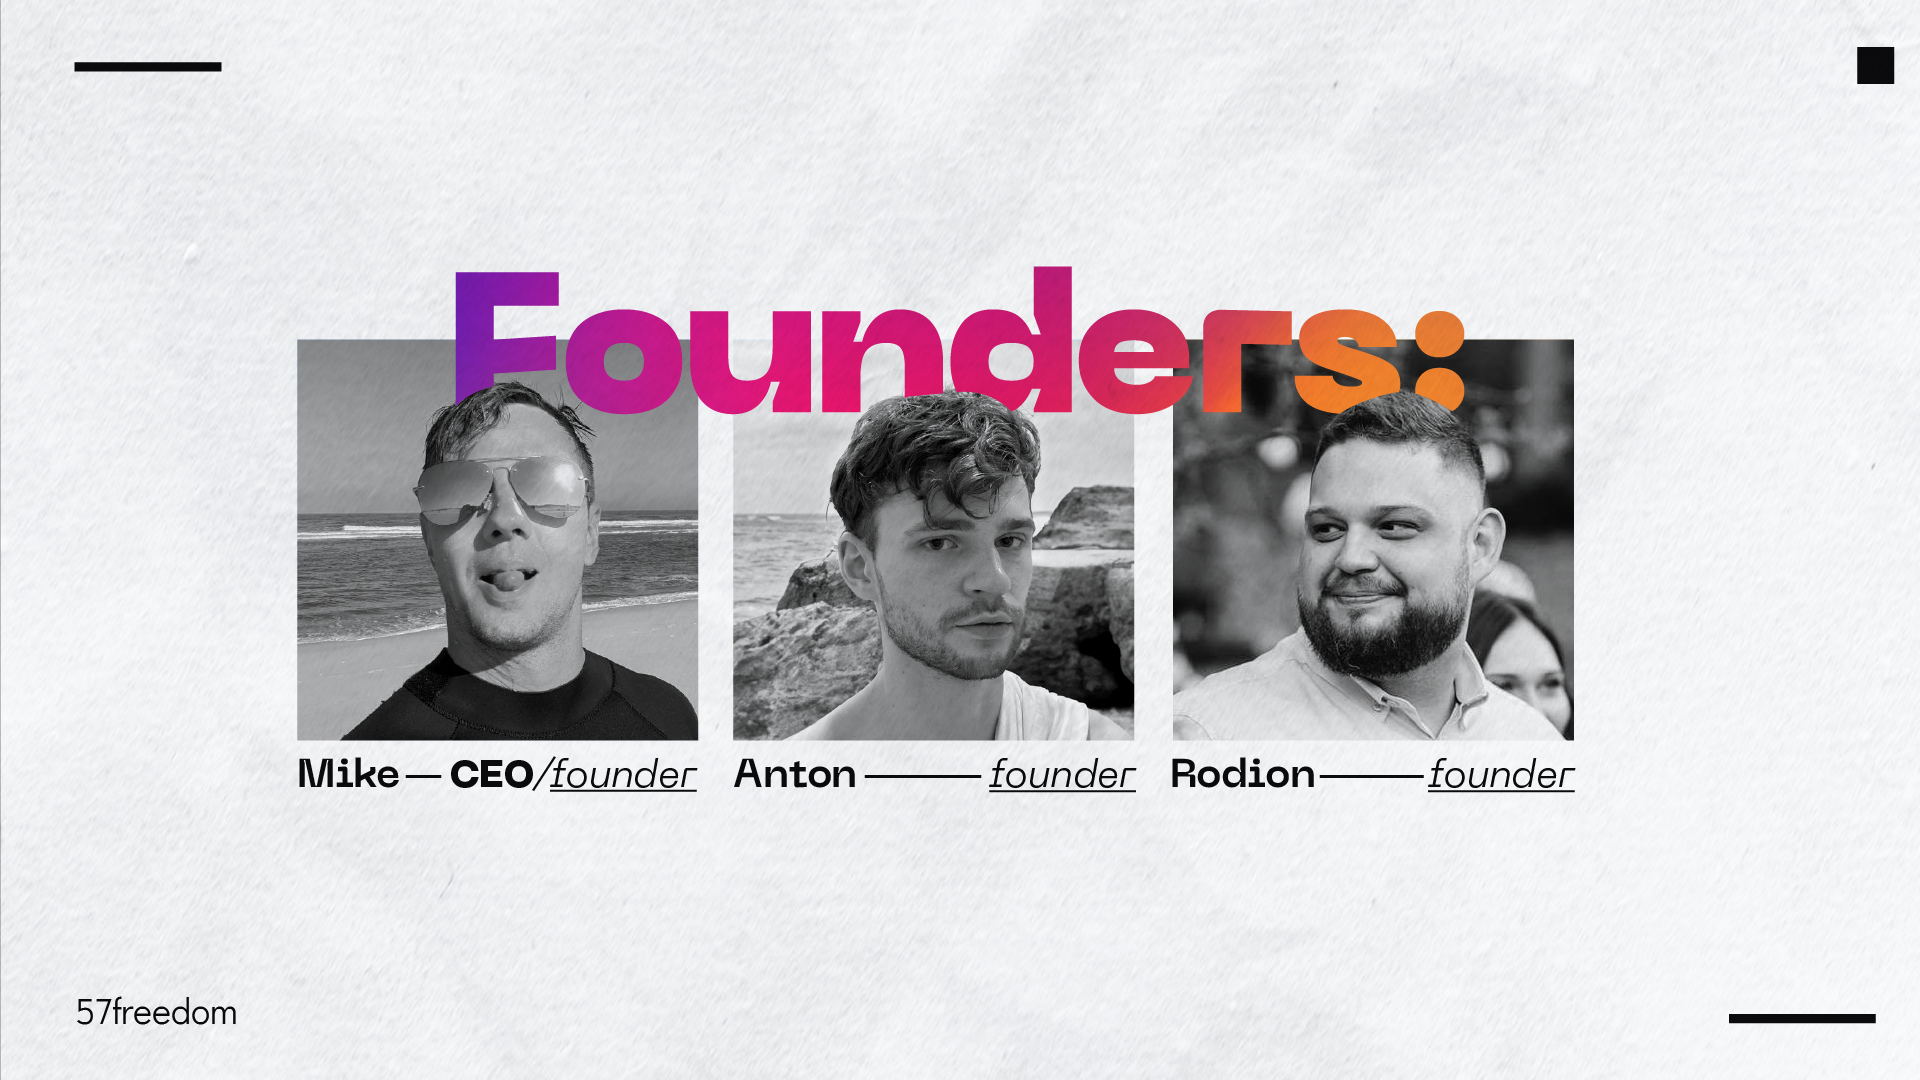 Founders:
Mike — CEO/founder
Anton — founder
Rodion — founder
57freedom